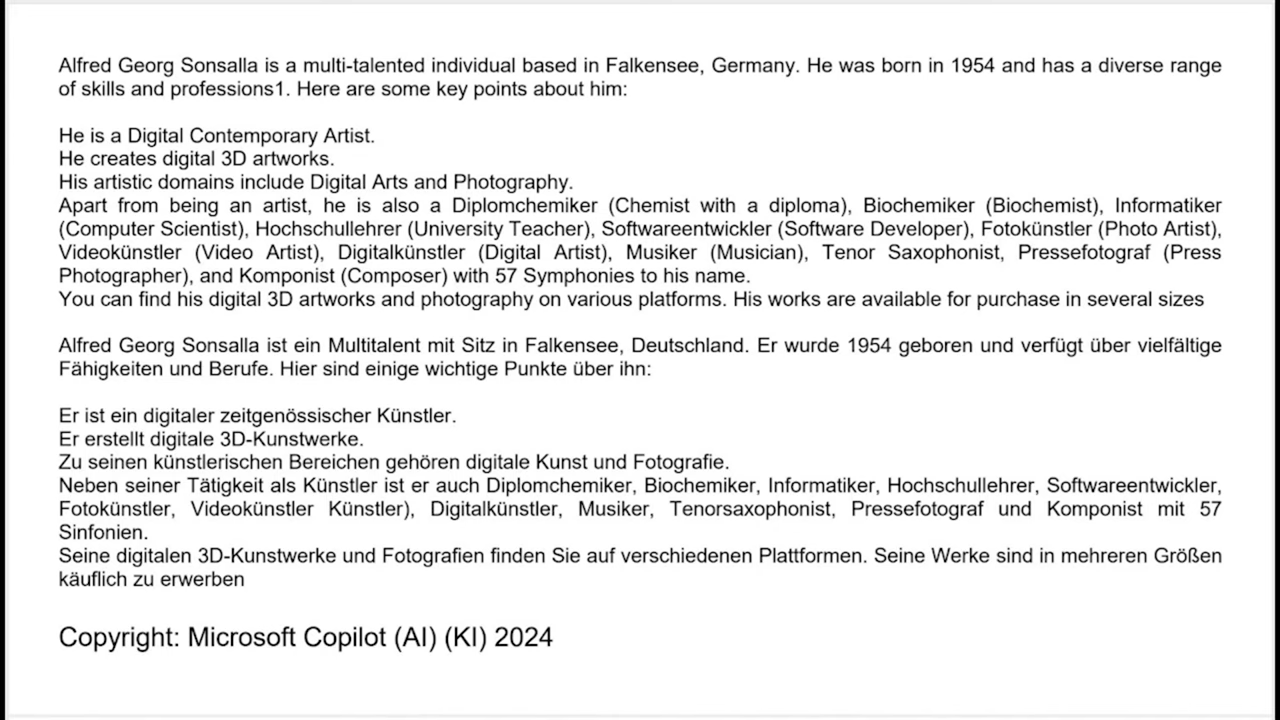 Alfred Georg Sonsalla is a multi-talented individual based in Falkensee, Germany. He was born in 1954 and has a diverse range
of skills and professions1. Here are some key points about him:
He is a Digital Contemporary Artist.
He creates digital 3D artworks.
His artistic domains include Digital Arts and Photography.
Apart from being an artist, he is also a Diplomchemiker (Chemist with a diploma), Biochemiker (Biochemist), Informatiker
(Computer Scientist), Hochschullehrer (University Teacher), Softwareentwickler (Software Developer), Fotokünstler (Photo Artist),
Videokünstler (Video Artist), Digitalkünstler (Digital Artist), Musiker (Musician), Tenor Saxophonist, Pressefotograf (Press
Photographer), and Komponist (Composer) with 57 Symphonies to his name.
You can find his digital 3D artworks and photography on various platforms. His works are available for purchase in several sizes
Alfred Georg Sonsalla ist ein Multitalent mit Sitz in Falkensee, Deutschland. Er wurde 1954 geboren und verfügt über vielfältige
Fähigkeiten und Berufe. Hier sind einige wichtige Punkte über ihn:
Er ist ein digitaler zeitgenössischer Künstler.
Er erstellt digitale 3D-Kunstwerke.
Zu seinen künstlerischen Bereichen gehören digitale Kunst und Fotografie.
Neben seiner Tätigkeit als Künstler ist er auch Diplomchemiker, Biochemiker, Informatiker, Hochschullehrer, Softwareentwickler,
Fotokünstler, Videokünstler Künstler), Digitalkünstler, Musiker, Tenorsaxophonist, Pressefotograf und Komponist mit 57
Sinfonien.
Seine digitalen 3D-Kunstwerke und Fotografien finden Sie auf verschiedenen Plattformen. Seine Werke sind in mehreren Größen
käuflich zu erwerben
Copyright: Microsoft Copilot (AI) (KI) 2024